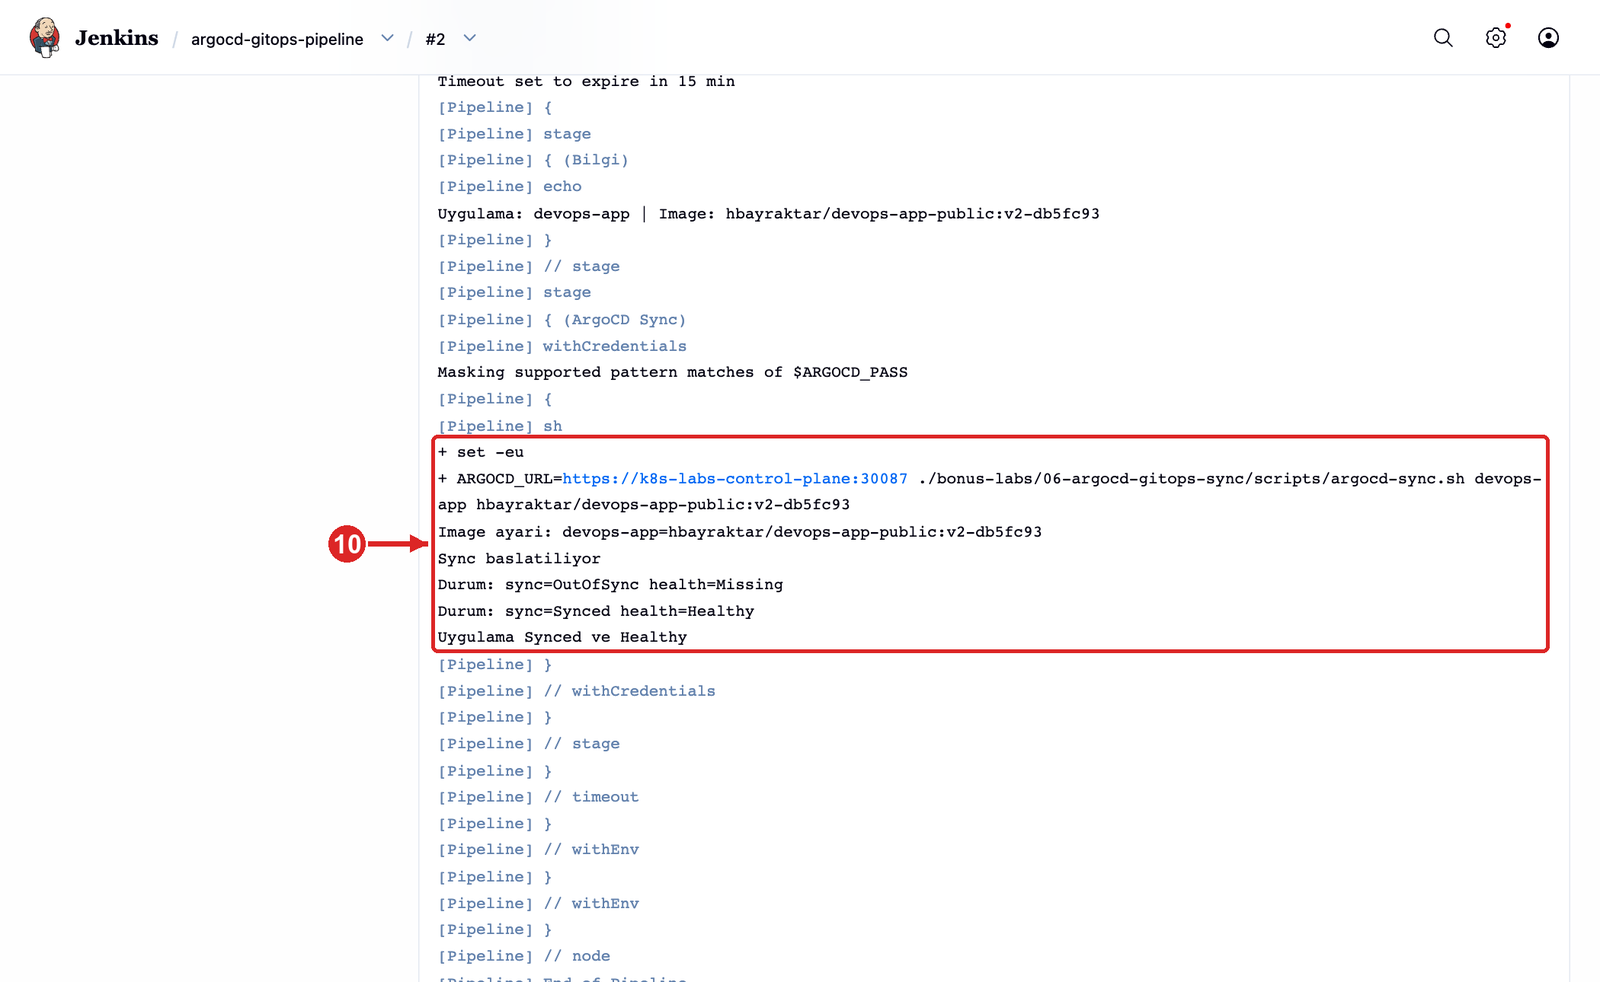 Jenkins / argocd-gitops-pipeline / #2
Timeout set to expire in 15 min
[Pipeline] {
[Pipeline] stage
[Pipeline] { (Bilgi)
[Pipeline] echo
Uygulama: devops-app | Image: hbayraktar/devops-app-public:v2-db5fc93
[Pipeline] }
[Pipeline] // stage
[Pipeline] stage
[Pipeline] { (ArgoCD Sync)
[Pipeline] withCredentials
Masking supported pattern matches of $ARGOCD_PASS
[Pipeline] {
[Pipeline] sh
+ set -eu
+ ARGOCD_URL=https://k8s-labs-control-plane:30087 ./bonus-labs/06-argocd-gitops-sync/scripts/argocd-sync.sh devops-
app hbayraktar/devops-app-public:v2-db5fc93
Image ayari: devops-app=hbayraktar/devops-app-public:v2-db5fc93
10
Sync baslatiliyor
Durum: sync=OutOfSync health=Missing
Durum: sync=Synced health=Healthy
Uygulama Synced ve Healthy
[Pipeline] }
[Pipeline] // withCredentials
[Pipeline] }
[Pipeline] // stage
[Pipeline] }
[Pipeline] // timeout
[Pipeline] }
[Pipeline] // withEnv
[Pipeline] }
[Pipeline] // withEnv
[Pipeline] }
[Pipeline] // node
[Pipeline] End of Pipeline